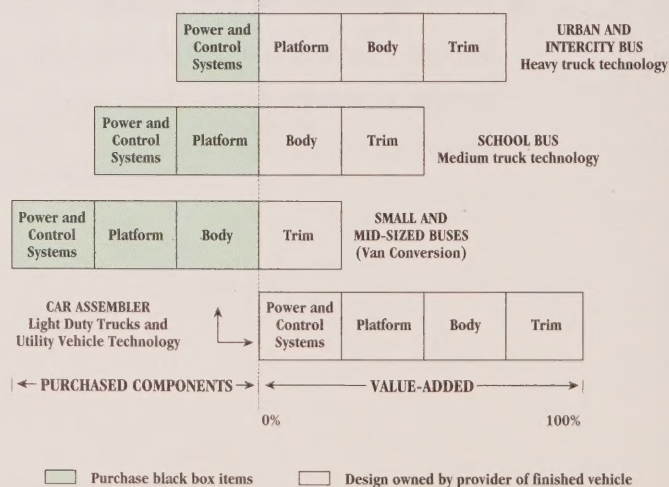 Power and
Control
Systems
Platform
Body
Trim
URBAN AND
INTERCITY BUS
Heavy truck technology
Power and
Control
Systems
Platform
Body
Trim
SCHOOL BUS
Medium truck technology
Power and
Control
Systems
Platform
Body
Trim
SMALL AND
MID-SIZED BUSES
(Van Conversion)
CAR ASSEMBLER
Light Duty Trucks and
Utility Vehicle Technology
Power and
Control
Systems
Platform
Body
Trim
PURCHASED COMPONENTS
VALUE-ADDED
0%
100%
Purchase black box items
Design owned by provider of finished vehicle